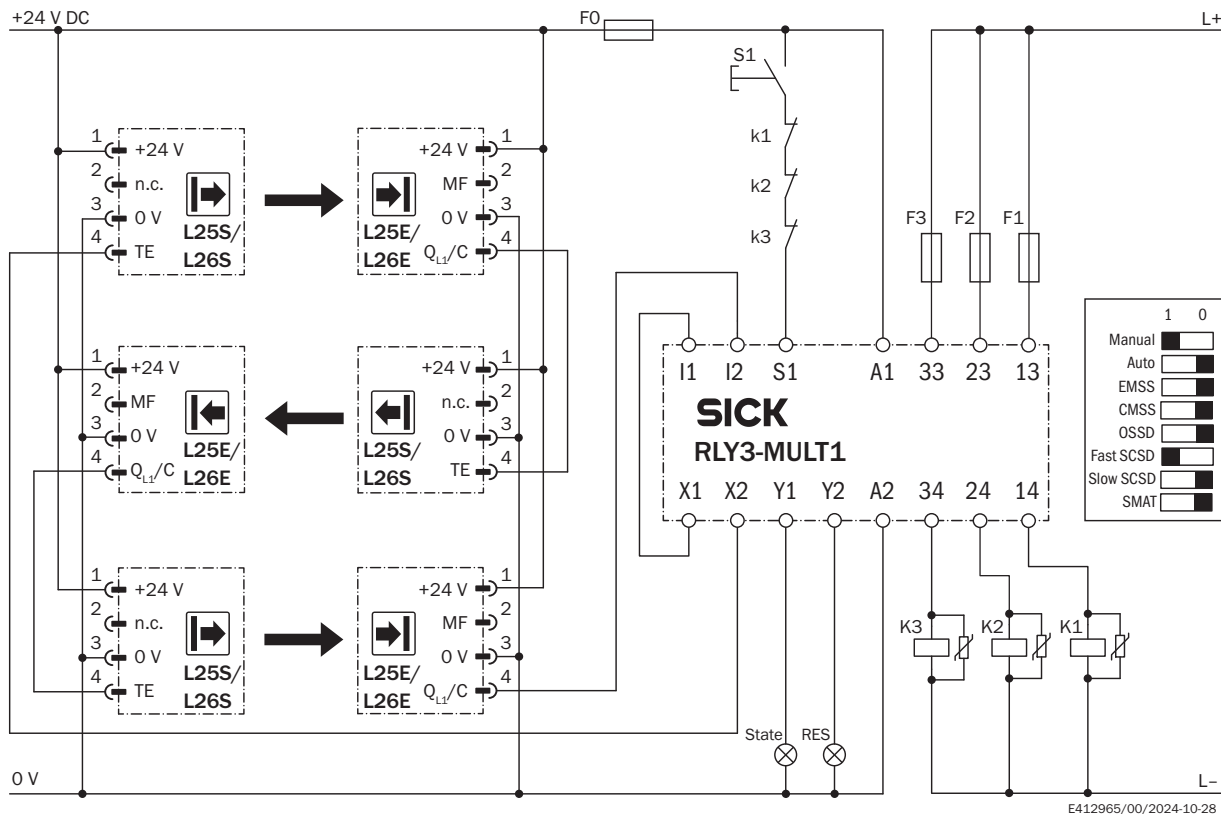 +24 V DC
F0
L+
S1
k1
k2
k3
F3 F2 F1
1 +24 V
2 n.c.
3 0 V
4 TE
L25S/
L26S
+24 V 1
MF 2
0 V 3
QL1/C 4
L25E/
L26E
1 +24 V
2 MF
3 0 V
4 QL1/C
L25E/
L26E
+24 V 1
n.c. 2
0 V 3
TE 4
L25S/
L26S
1 +24 V
2 n.c.
3 0 V
4 TE
L25S/
L26S
+24 V 1
MF 2
0 V 3
QL1/C 4
L25E/
L26E
I1 I2 S1 A1 33 23 13
SICK
RLY3-MULT1
X1 X2 Y1 Y2 A2 34 24 14
1 0
Manual
Auto
EMSS
CMSS
OSSD
Fast SCSD
Slow SCSD
SMAT
K3 K2 K1
State RES
0 V
L–
E412965/00/2024-10-28